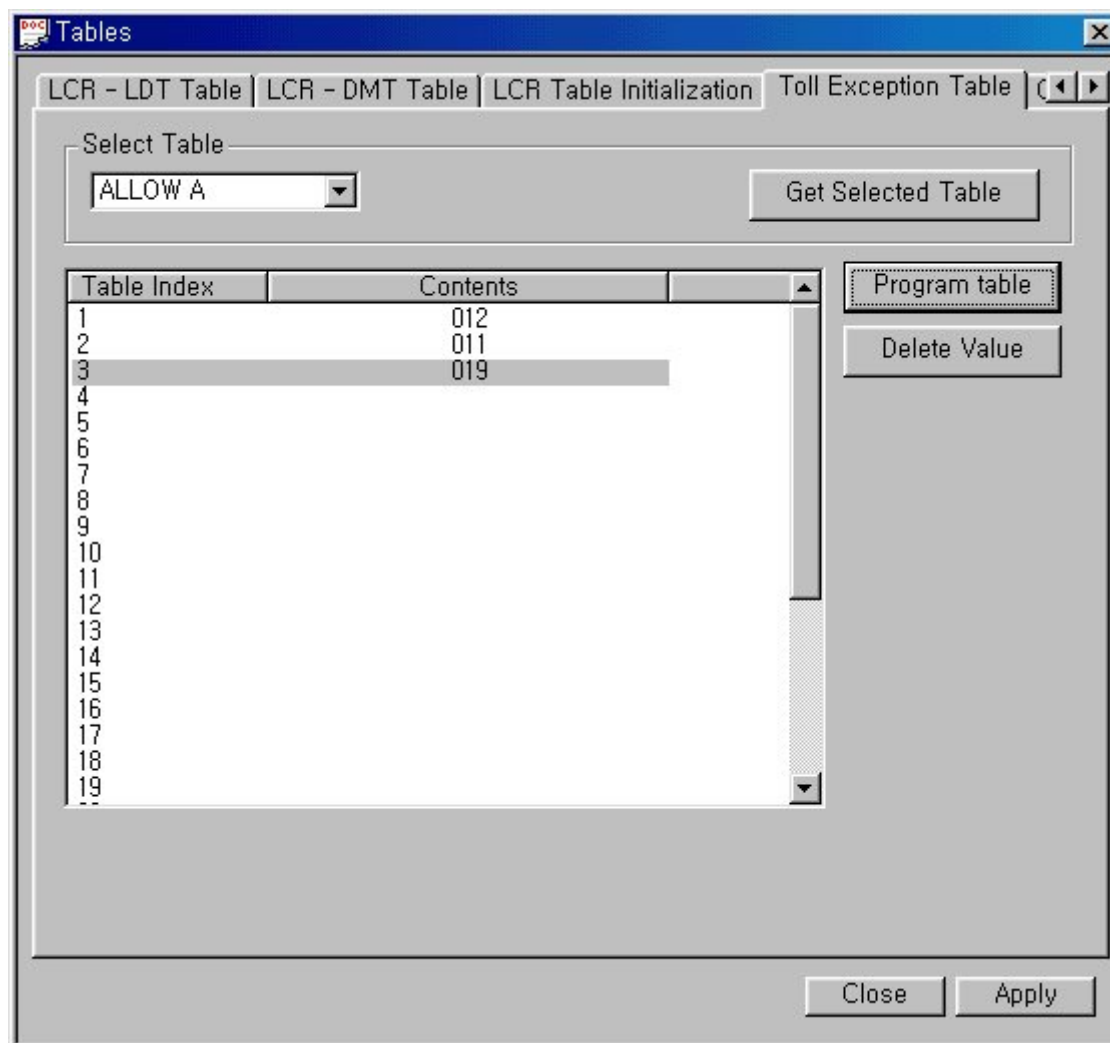 DOC Tables
LCR - LDT Table LCR - DMT Table LCR Table Initialization Toll Exception Table
Select Table
ALLOW A Get Selected Table
Table Index Contents Program table
1 012
2 011 Delete Value
3 019
4
5
6
7
8
9
10
11
12
13
14
15
16
17
18
19
Close Apply